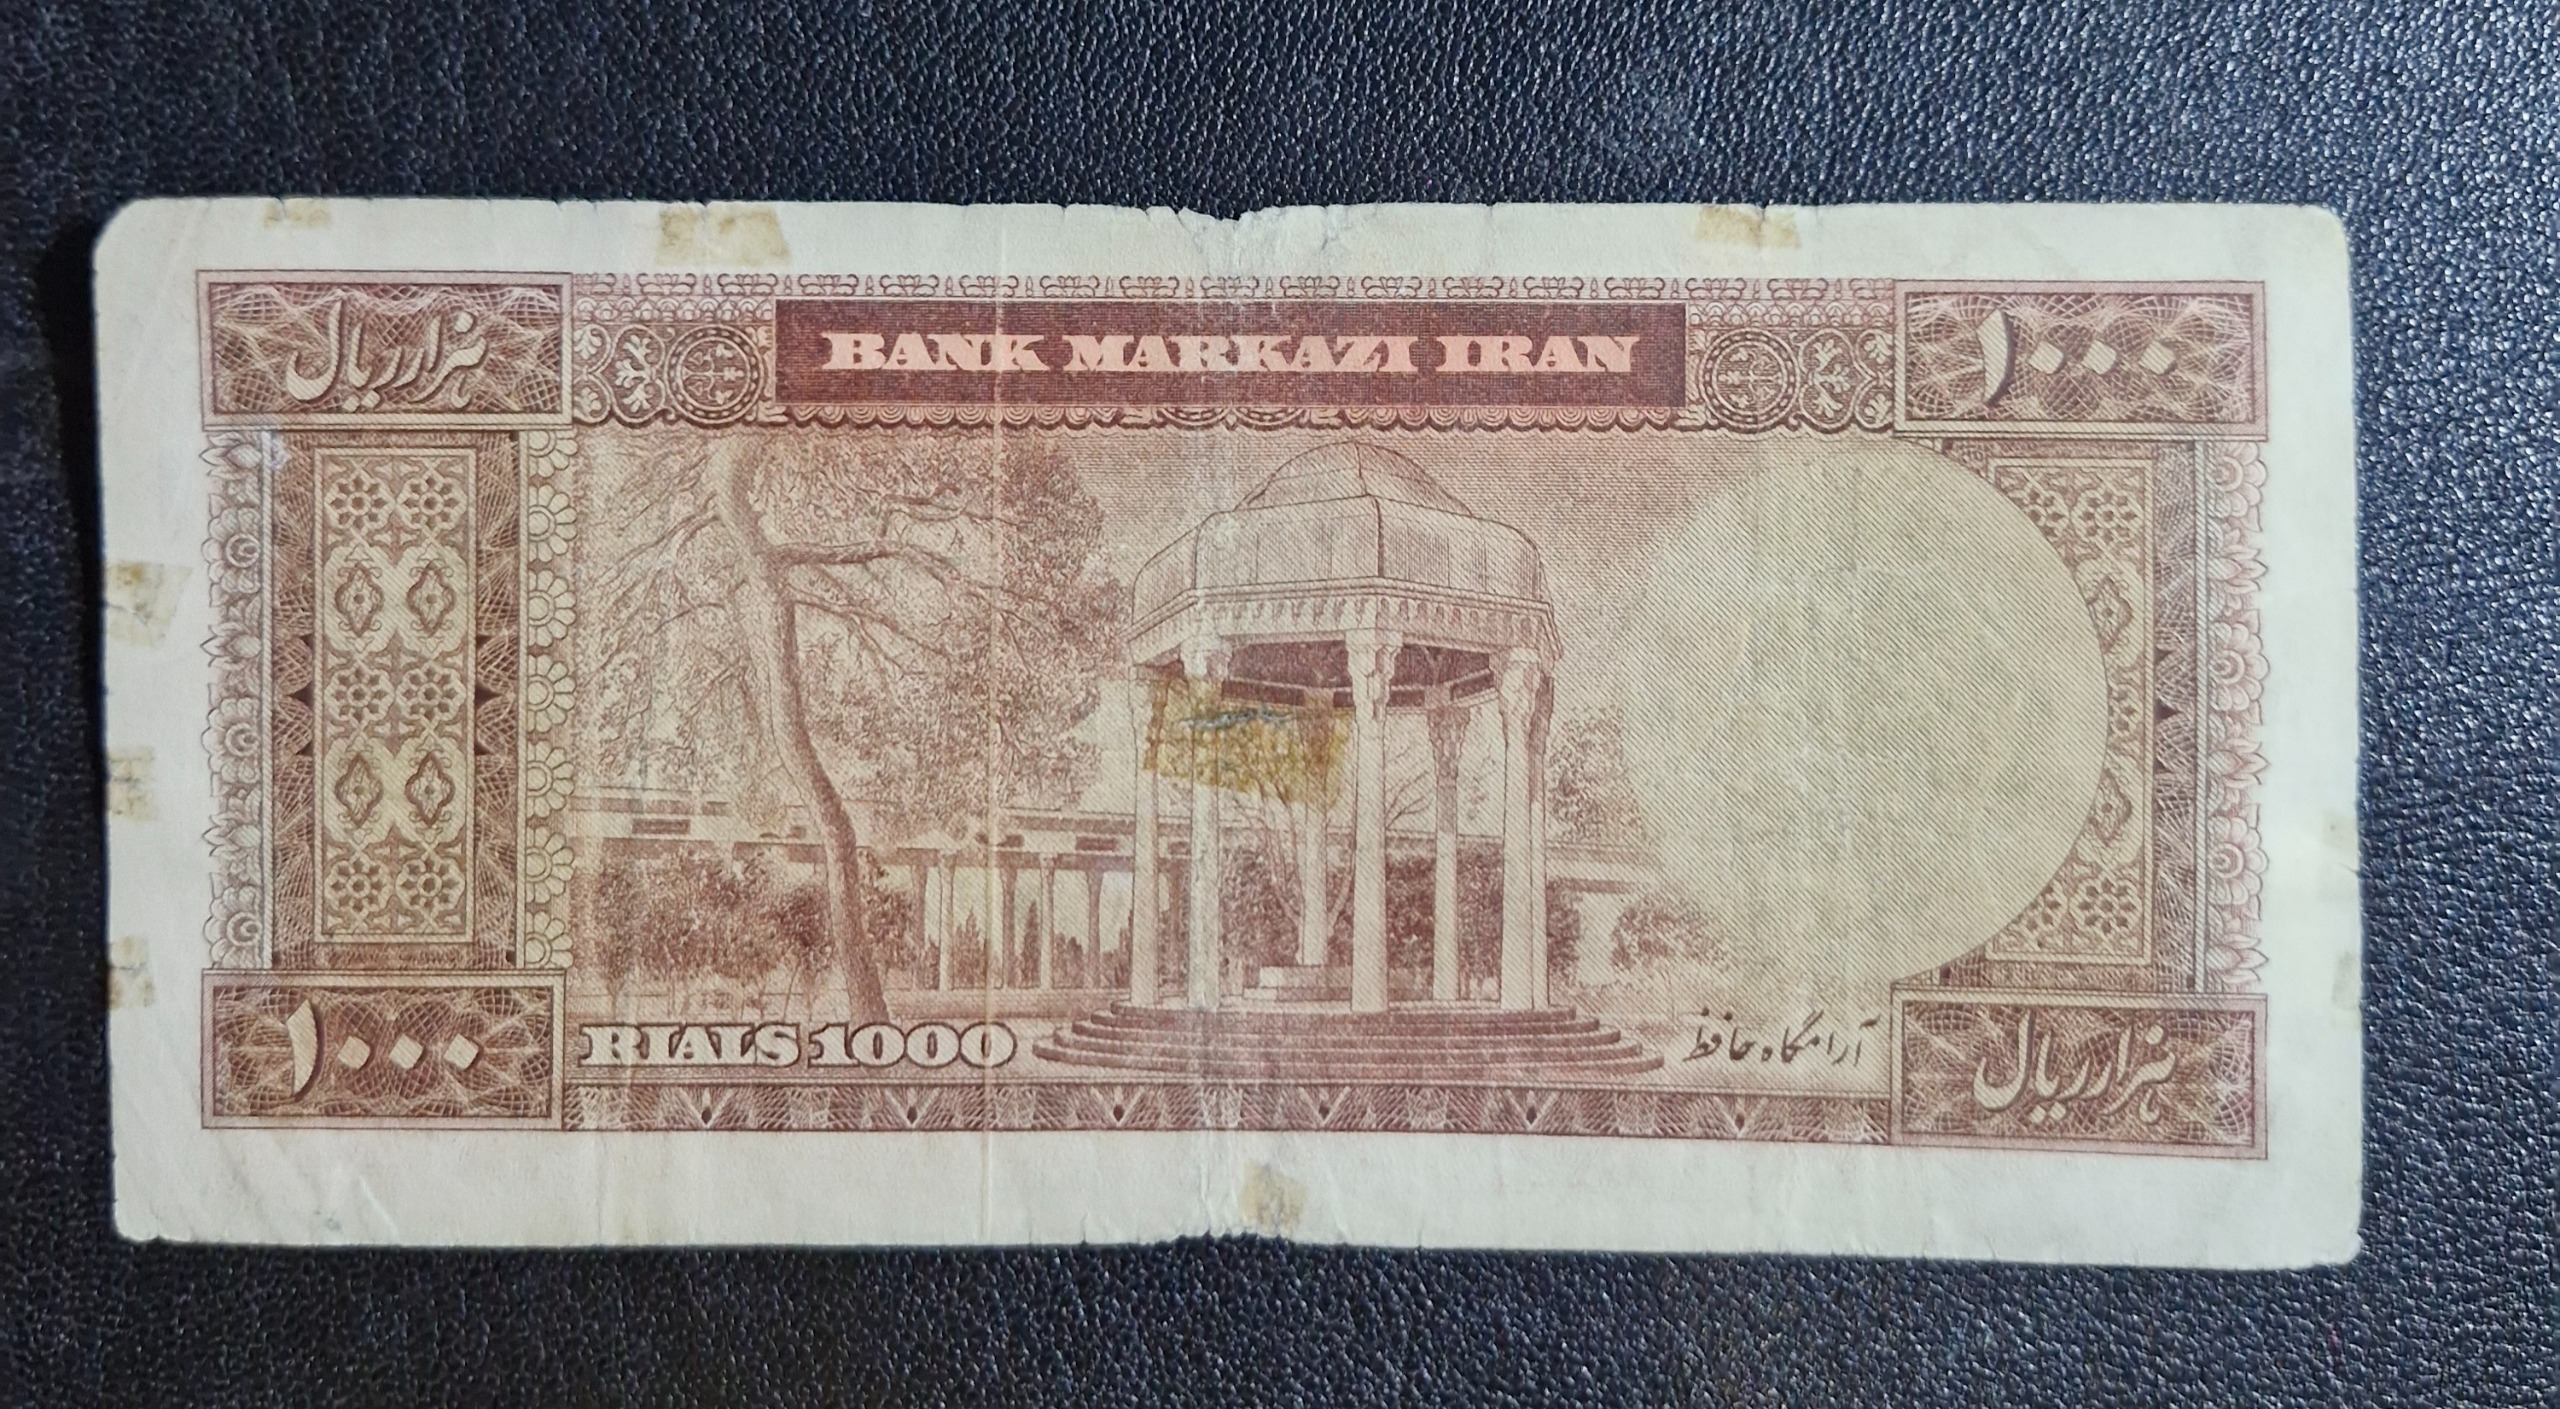 هزار ریال
BANK MARKAZI IRAN
۱۰۰۰
۱۰۰۰
RIALS 1000
آرامگاه حافظ
هزار ریال